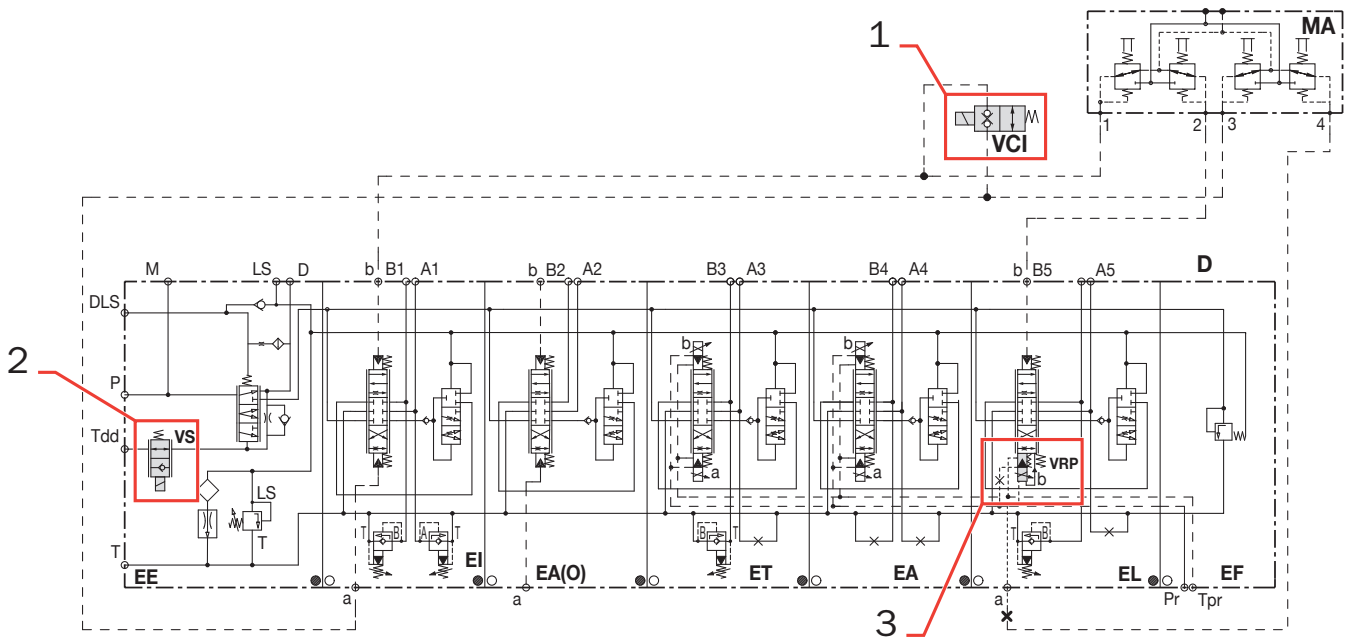 1
MA
VCI
1 2 3 4
M LS D b B1 A1 b B2 A2 B3 A3 B4 A4 b B5 A5 D
DLS
b b
2
P
Tdd VS
a a VRP
b
LS
T
T B A T B T T
T EE EI EA(O) ET EA EL EF
a a a Pr Tpr
3